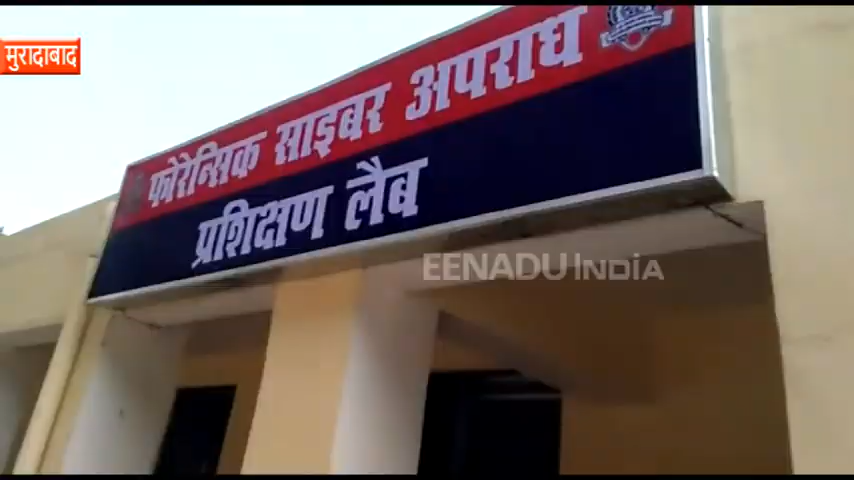 मुरादाबाद
फोरेन्सिक साइबर अपराध
प्रशिक्षण लैब
EENADU INDIA